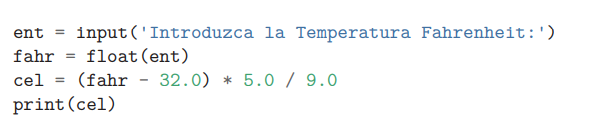 ent = input('Introduzca la Temperatura Fahrenheit:')
fahr = float(ent)
cel = (fahr - 32.0) * 5.0 / 9.0
print(cel)